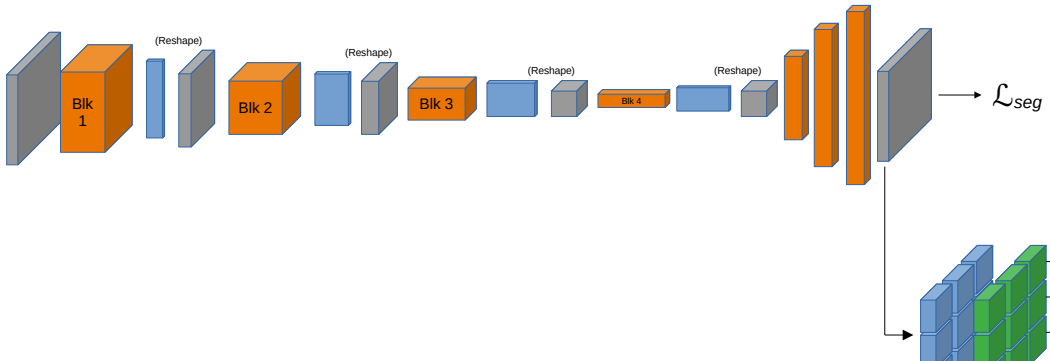 (Reshape)
(Reshape)
(Reshape)
(Reshape)
Blk
1
Blk 2
Blk 3
Blk 4
ℒseg